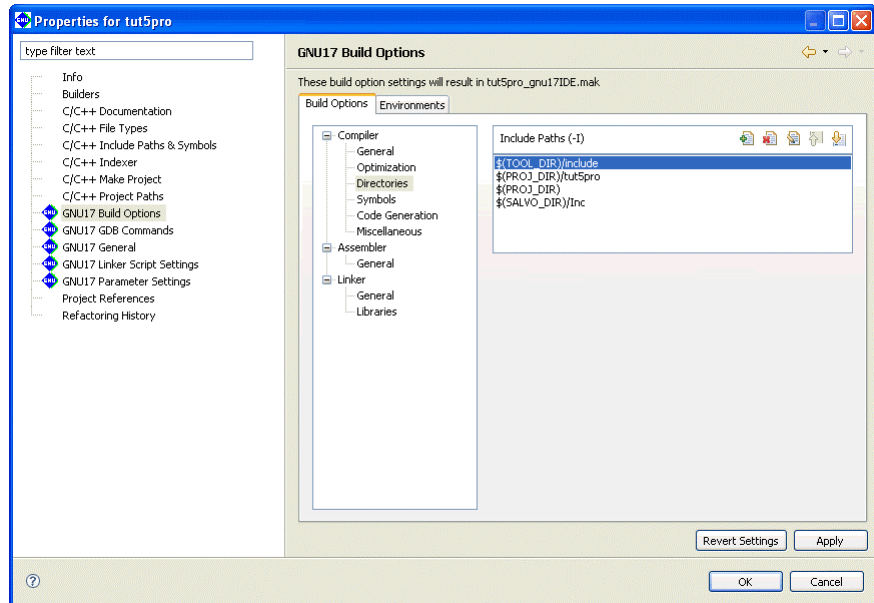 Properties for tut5pro
type filter text
Info
Builders
C/C++ Documentation
C/C++ File Types
C/C++ Include Paths & Symbols
C/C++ Indexer
C/C++ Make Project
C/C++ Project Paths
GNU17 Build Options
GNU17 GDB Commands
GNU17 General
GNU17 Linker Script Settings
GNU17 Parameter Settings
Project References
Refactoring History
GNU17 Build Options
These build option settings will result in tut5pro_gnu17IDE.mak
Build Options
Environments
Compiler
General
Optimization
Directories
Symbols
Code Generation
Miscellaneous
Assembler
General
Linker
General
Libraries
Include Paths (-I)
$(TOOL_DIR)/include
$(PROJ_DIR)/tut5pro
$(PROJ_DIR)
$(SALVO_DIR)/Inc
Revert Settings
Apply
?
OK
Cancel